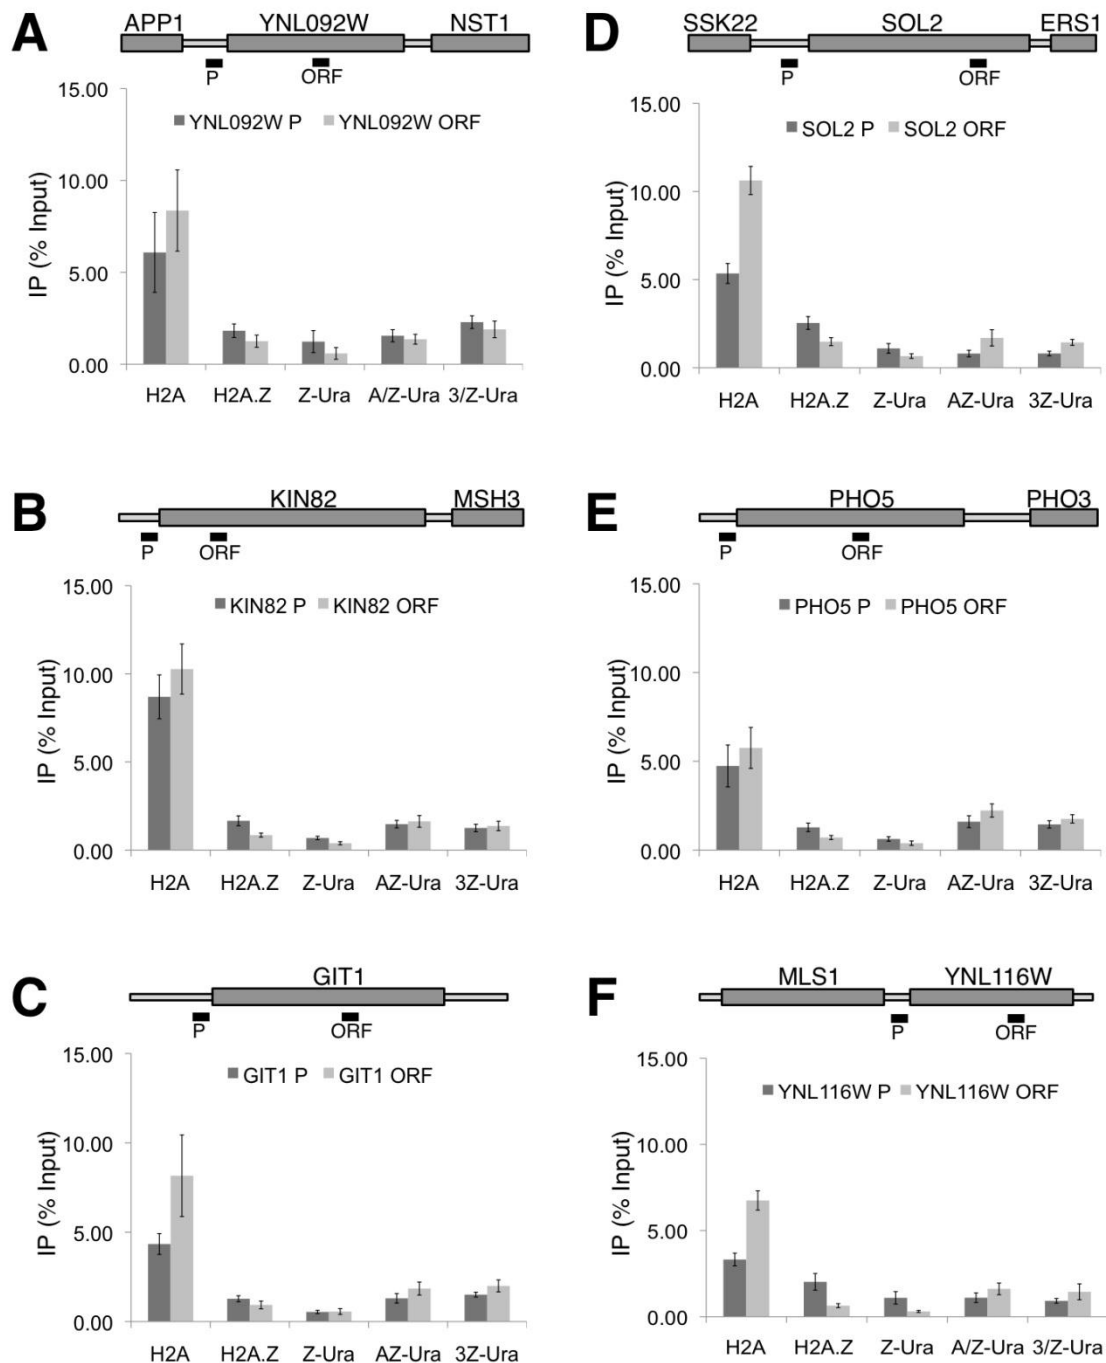 A
APP1 YNL092W NST1
P ORF
15.00
YNL092W P YNL092W ORF
10.00
5.00
0.00
IP (% Input)
H2A H2A.Z Z-Ura A/Z-Ura 3/Z-Ura
B
KIN82 MSH3
P ORF
15.00
KIN82 P KIN82 ORF
10.00
5.00
0.00
IP (% Input)
H2A H2A.Z Z-Ura AZ-Ura 3Z-Ura
C
GIT1
P ORF
15.00
GIT1 P GIT1 ORF
10.00
5.00
0.00
IP (% Input)
H2A H2A.Z Z-Ura AZ-Ura 3Z-Ura
D
SSK22 SOL2 ERS1
P ORF
15.00
SOL2 P SOL2 ORF
10.00
5.00
0.00
IP (% Input)
H2A H2A.Z Z-Ura AZ-Ura 3Z-Ura
E
PHO5 PHO3
P ORF
15.00
PHO5 P PHO5 ORF
10.00
5.00
0.00
IP (% Input)
H2A H2A.Z Z-Ura AZ-Ura 3Z-Ura
F
MLS1 YNL116W
P ORF
15.00
YNL116W P YNL116W ORF
10.00
5.00
0.00
IP (% Input)
H2A H2A.Z Z-Ura A/Z-Ura 3/Z-Ura